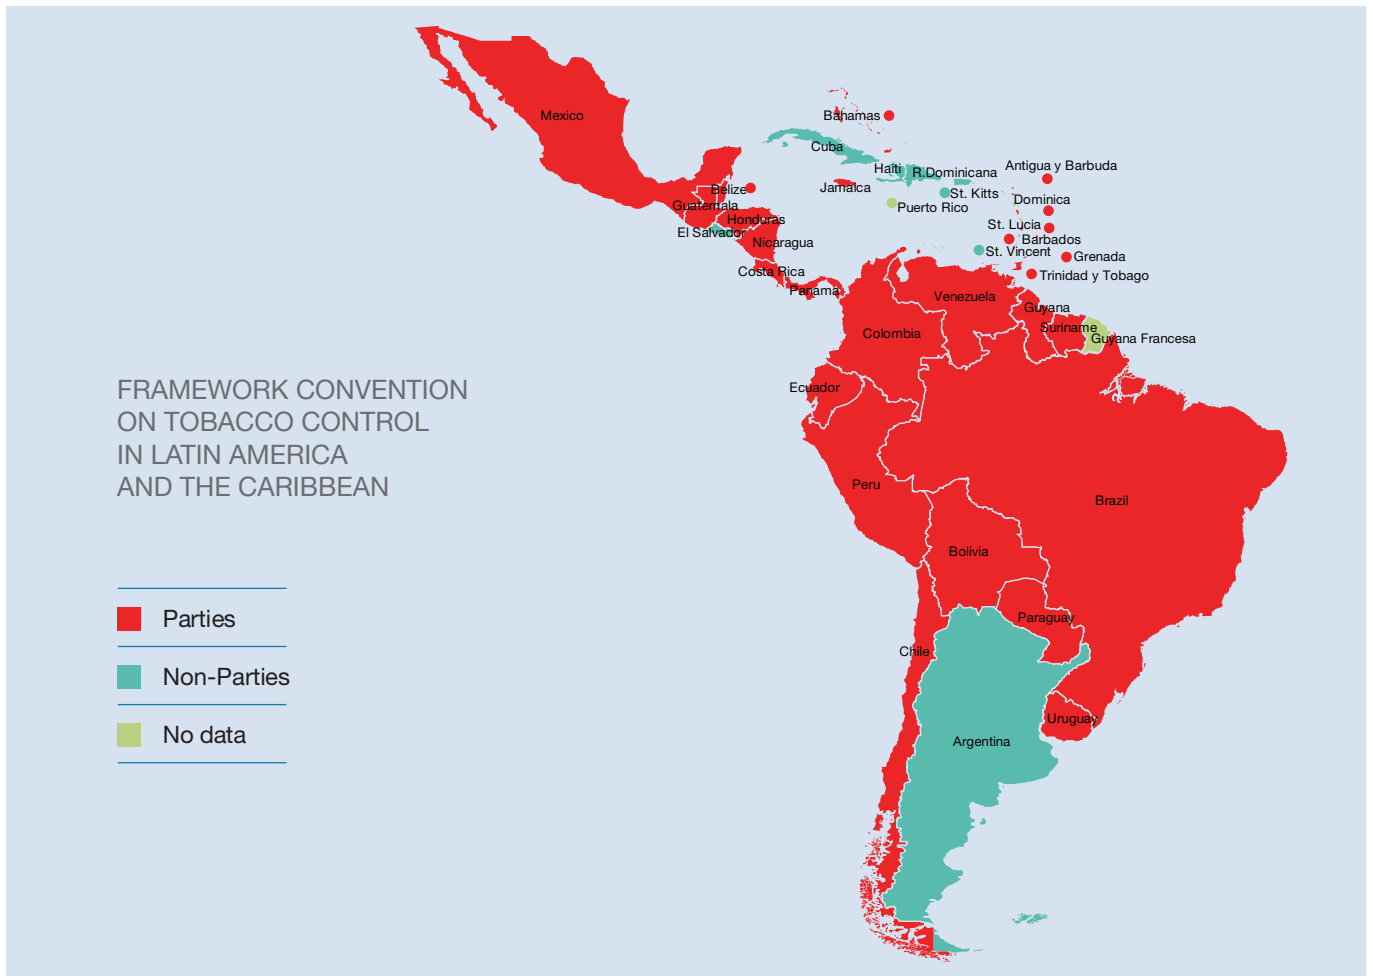 Mexico
Bahamas
Cuba
Haiti
R.Dominicana
Antigua y Barbuda
Jamaica
St. Kitts
Belize
Dominica
Guatemala
Puerto Rico
Honduras
St. Lucia
El Salvador
Barbados
Nicaragua
St. Vincent
Grenada
Costa Rica
Trinidad y Tobago
Panama
Venezuela
Guyana
Colombia
Suriname
Guyana Francesa
Ecuador
FRAMEWORK CONVENTION
ON TOBACCO CONTROL
IN LATIN AMERICA
AND THE CARIBBEAN
Peru
Brazil
Bolivia
Paraguay
Chile
Uruguay
Argentina
Parties
Non-Parties
No data